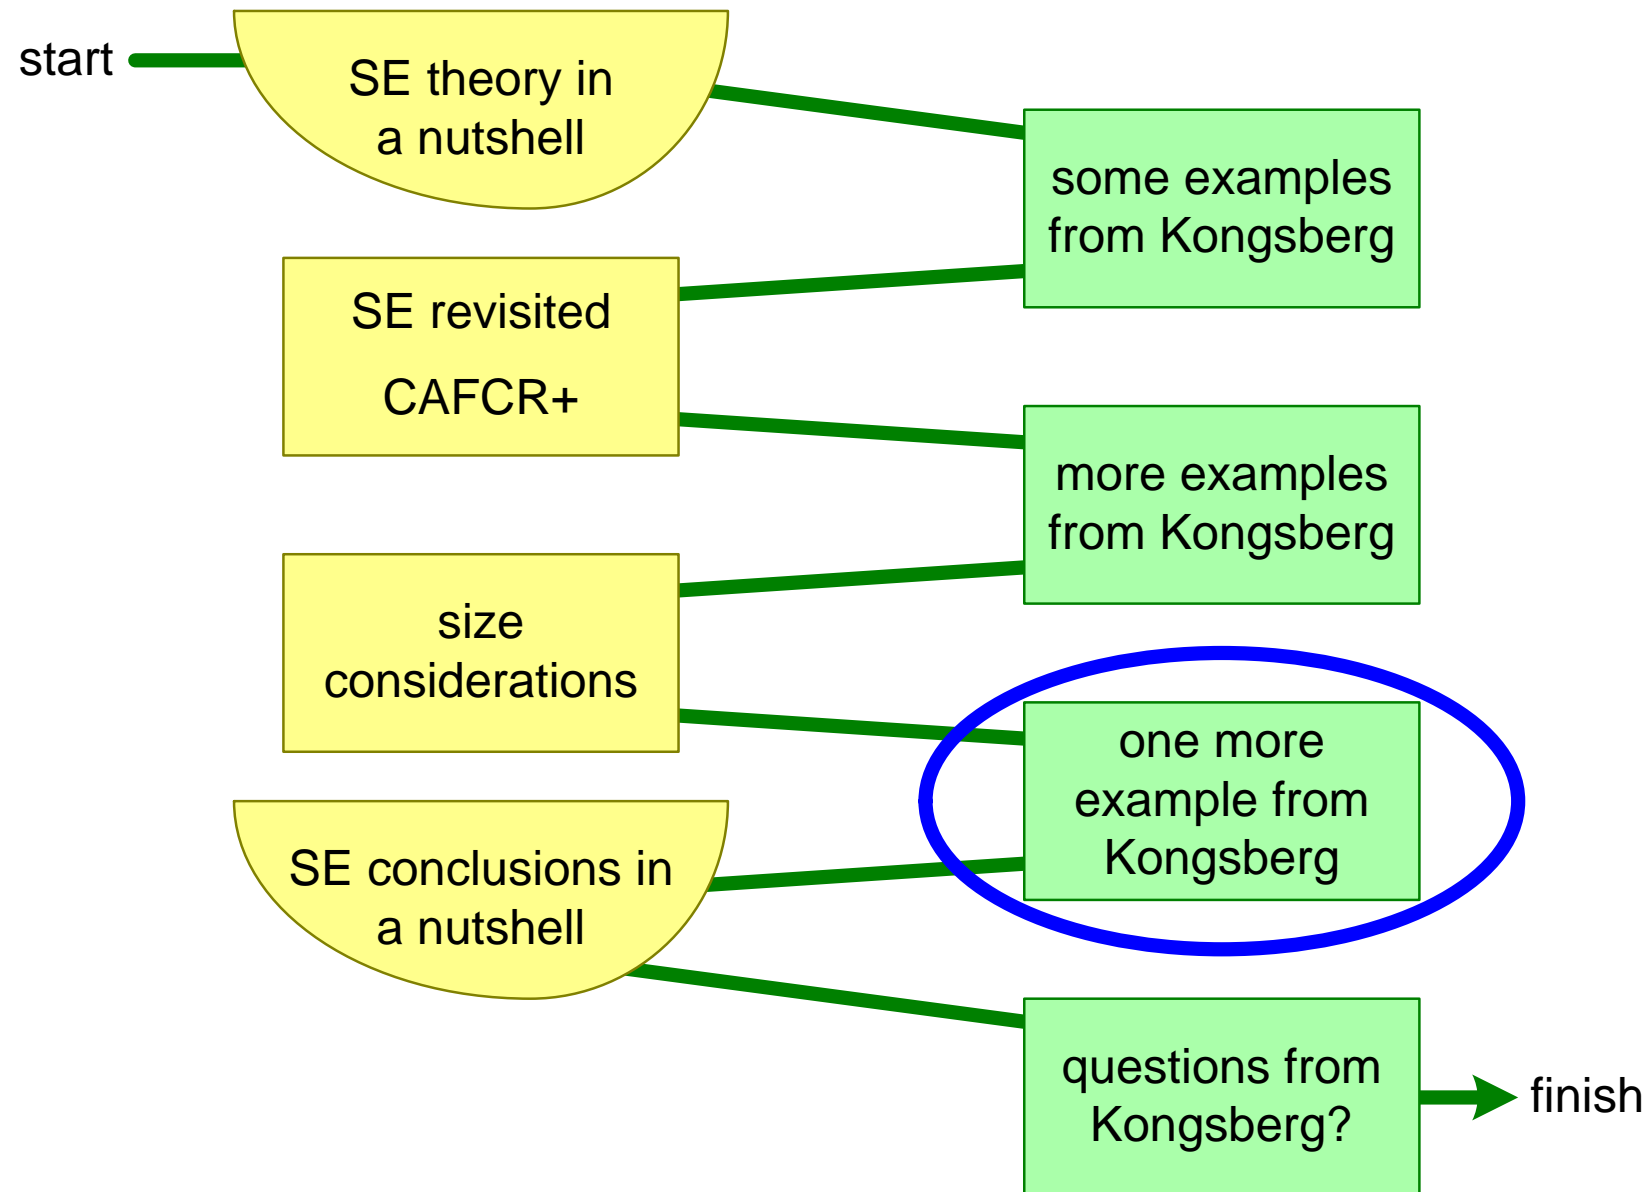 start
SE theory in
a nutshell
some examples
from Kongsberg
SE revisited
CAFCR+
more examples
from Kongsberg
size
considerations
one more
example from
Kongsberg
SE conclusions in
a nutshell
questions from
Kongsberg?
finish